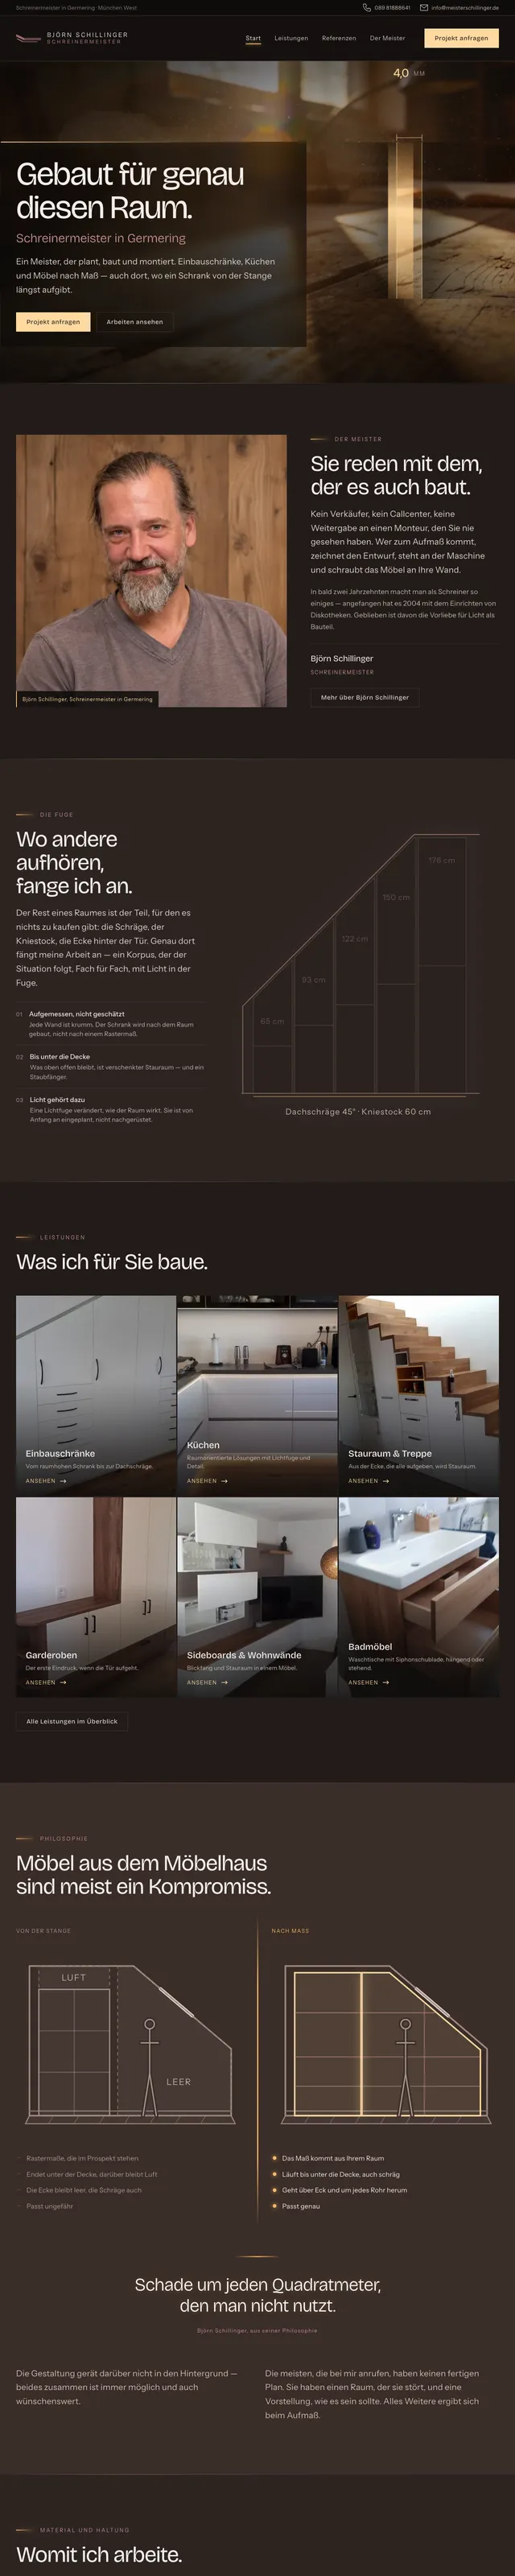 Schreinermeister in Germering · München West
089 81888641
info@meisterschillinger.de
BJÖRN SCHILLINGER
SCHREINERMEISTER
Start
Leistungen
Referenzen
Der Meister
Projekt anfragen
4,0 MM
Gebaut für genau
diesen Raum.
Schreinermeister in Germering
Ein Meister, der plant, baut und montiert. Einbauschränke, Küchen
und Möbel nach Maß — auch dort, wo ein Schrank von der Stange
längst aufgibt.
Projekt anfragen
Arbeiten ansehen
Björn Schillinger, Schreinermeister in Germering
DER MEISTER
Sie reden mit dem,
der es auch baut.
Kein Verkäufer, kein Callcenter, keine
Weitergabe an einen Monteur, den Sie nie
gesehen haben. Wer zum Aufmaß kommt,
zeichnet den Entwurf, steht an der Maschine
und schraubt das Möbel an Ihre Wand.
In bald zwei Jahrzehnten macht man als Schreiner so
einiges — angefangen hat es 2004 mit dem Einrichten von
Diskotheken. Geblieben ist davon die Vorliebe für Licht als
Bauteil.
Björn Schillinger
SCHREINERMEISTER
Mehr über Björn Schillinger
DIE FUGE
Wo andere
aufhören,
fange ich an.
Der Rest eines Raumes ist der Teil, für den es
nichts zu kaufen gibt: die Schräge, der
Kniestock, die Ecke hinter der Tür. Genau dort
fängt meine Arbeit an — ein Korpus, der der
Situation folgt, Fach für Fach, mit Licht in der
Fuge.
01 Aufgemessen, nicht geschätzt
Jede Wand ist krumm. Der Schrank wird nach dem Raum
gebaut, nicht nach einem Rastermaß.
02 Bis unter die Decke
Was oben offen bleibt, ist verschenkter Stauraum — und ein
Staubfänger.
03 Licht gehört dazu
Eine Lichtfuge verändert, wie der Raum wirkt. Sie ist von
Anfang an eingeplant, nicht nachgerüstet.
65 cm
93 cm
122 cm
150 cm
178 cm
Dachschräge 45° · Kniestock 60 cm
LEISTUNGEN
Was ich für Sie baue.
Einbauschränke
Vom raumhohen Schrank bis zur Dachschräge.
ANSEHEN →
Küchen
Raumorientierte Lösungen mit Lichtfuge und
Detail.
ANSEHEN →
Stauraum & Treppe
Aus der Ecke, die alle aufgeben, wird Stauraum.
ANSEHEN →
Garderoben
Der erste Eindruck, wenn die Tür aufgeht.
ANSEHEN →
Sideboards & Wohnwände
Blickfang und Stauraum in einem Möbel.
ANSEHEN →
Badmöbel
Waschtische mit Siphonschublade, hängend oder
stehend.
ANSEHEN →
Alle Leistungen im Überblick
PHILOSOPHIE
Möbel aus dem Möbelhaus
sind meist ein Kompromiss.
VON DER STANGE
LUFT
LEER
Rastermaße, die im Prospekt stehen
Endet unter der Decke, darüber bleibt Luft
Die Ecke bleibt leer, die Schräge auch
Passt ungefähr
NACH MASS
Das Maß kommt aus Ihrem Raum
Läuft bis unter die Decke, auch schräg
Geht über Eck und um jedes Rohr herum
Passt genau
Schade um jeden Quadratmeter,
den man nicht nutzt.
Björn Schillinger, aus seiner Philosophie
Die Gestaltung gerät darüber nicht in den Hintergrund —
beides zusammen ist immer möglich und auch
wünschenswert.
Die meisten, die bei mir anrufen, haben keinen fertigen
Plan. Sie haben einen Raum, der sie stört, und eine
Vorstellung, wie es sein sollte. Alles Weitere ergibt sich
beim Aufmaß.
MATERIAL UND HALTUNG
Womit ich arbeite.